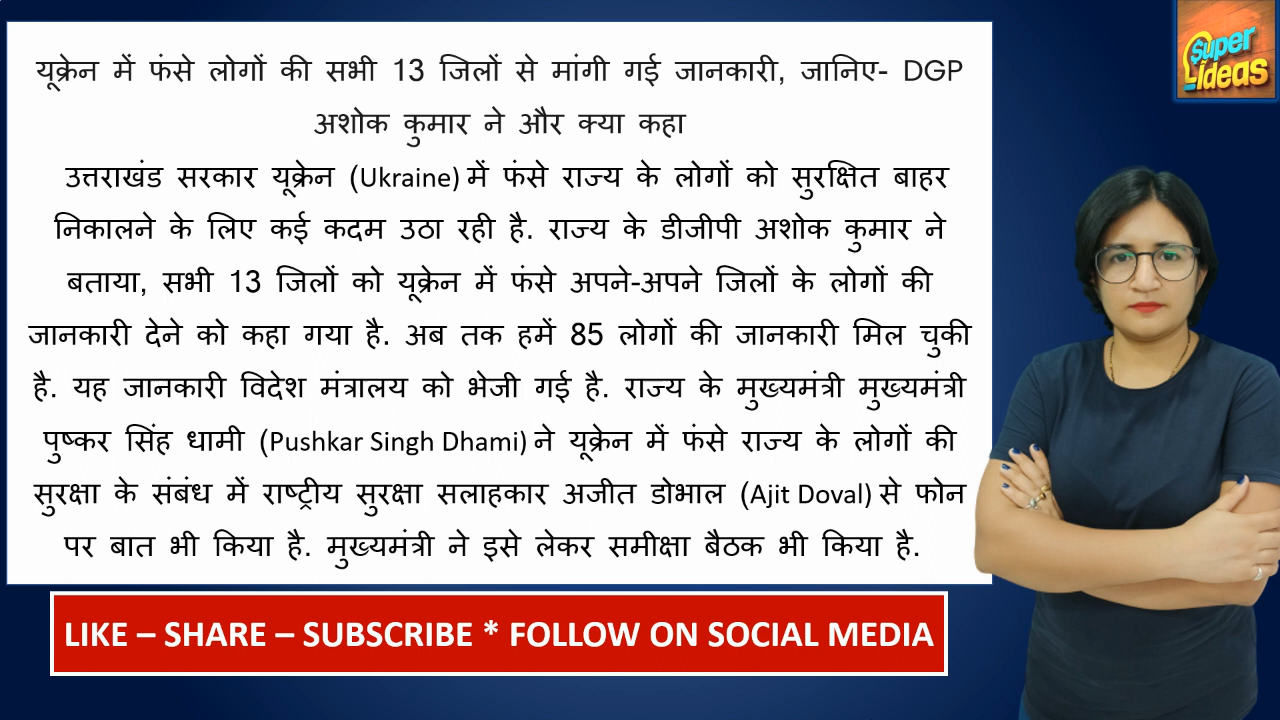 यूक्रेन में फंसे लोगों की सभी 13 जिलों से मांगी गई जानकारी, जानिए- DGP
अशोक कुमार ने और क्या कहा
उत्तराखंड सरकार यूक्रेन (Ukraine) में फंसे राज्य के लोगों को सुरक्षित बाहर
निकालने के लिए कई कदम उठा रही है. राज्य के डीजीपी अशोक कुमार ने
बताया, सभी 13 जिलों को यूक्रेन में फंसे अपने-अपने जिलों के लोगों की
जानकारी देने को कहा गया है. अब तक हमें 85 लोगों की जानकारी मिल चुकी
है. यह जानकारी विदेश मंत्रालय को भेजी गई है. राज्य के मुख्यमंत्री मुख्यमंत्री
पुष्कर सिंह धामी (Pushkar Singh Dhami) ने यूक्रेन में फंसे राज्य के लोगों की
सुरक्षा के संबंध में राष्ट्रीय सुरक्षा सलाहकार अजीत डोभाल (Ajit Doval) से फोन
पर बात भी किया है. मुख्यमंत्री ने इसे लेकर समीक्षा बैठक भी किया है.
LIKE – SHARE – SUBSCRIBE * FOLLOW ON SOCIAL MEDIA
Super
ideas